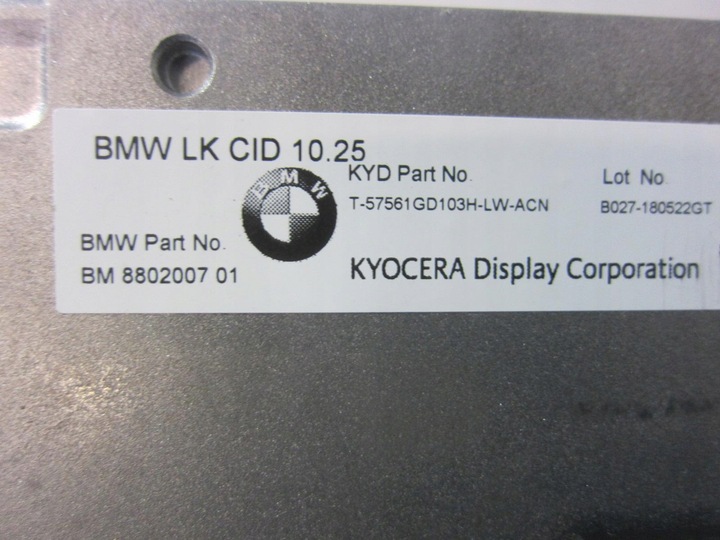 BMW LK CID 10.25
KYD Part No.
Lot No.
T-57561GD103H-LW-ACN
B027-180522GT
BMW
BMW Part No.
BM 8802007 01
KYOCERA Display Corporation